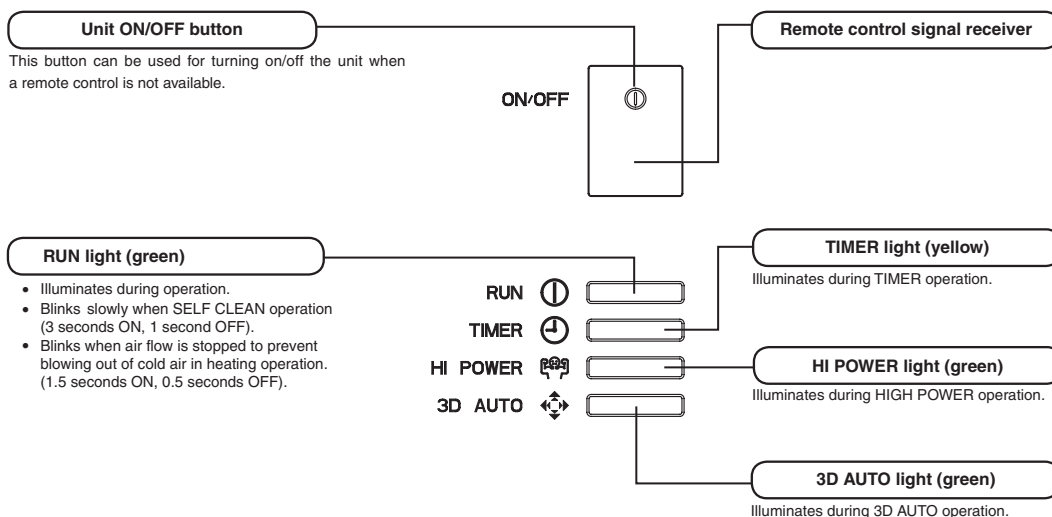 Unit ON/OFF button
This button can be used for turning on/off the unit when
a remote control is not available.
Remote control signal receiver
ON/OFF
RUN light (green)
• Illuminates during operation.
• Blinks slowly when SELF CLEAN operation
(3 seconds ON, 1 second OFF).
• Blinks when air flow is stopped to prevent
blowing out of cold air in heating operation.
(1.5 seconds ON, 0.5 seconds OFF).
RUN
TIMER
HI POWER
3D AUTO
TIMER light (yellow)
Illuminates during TIMER operation.
HI POWER light (green)
Illuminates during HIGH POWER operation.
3D AUTO light (green)
Illuminates during 3D AUTO operation.